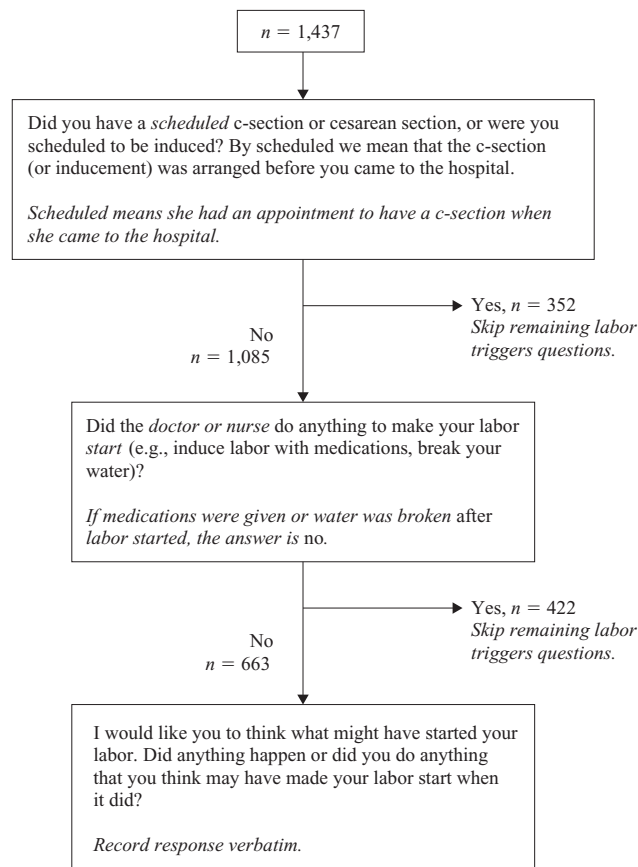 n = 1,437
Did you have a scheduled c-section or cesarean section, or were you
scheduled to be induced? By scheduled we mean that the c-section
(or inducement) was arranged before you came to the hospital.
Scheduled means she had an appointment to have a c-section when
she came to the hospital.
Yes, n = 352
Skip remaining labor
triggers questions.
No
n = 1,085
Did the doctor or nurse do anything to make your labor
start (e.g., induce labor with medications, break your
water)?
If medications were given or water was broken after
labor started, the answer is no.
Yes, n = 422
Skip remaining labor
triggers questions.
No
n = 663
I would like you to think what might have started your
labor. Did anything happen or did you do anything
that you think may have made your labor start when
it did?
Record response verbatim.